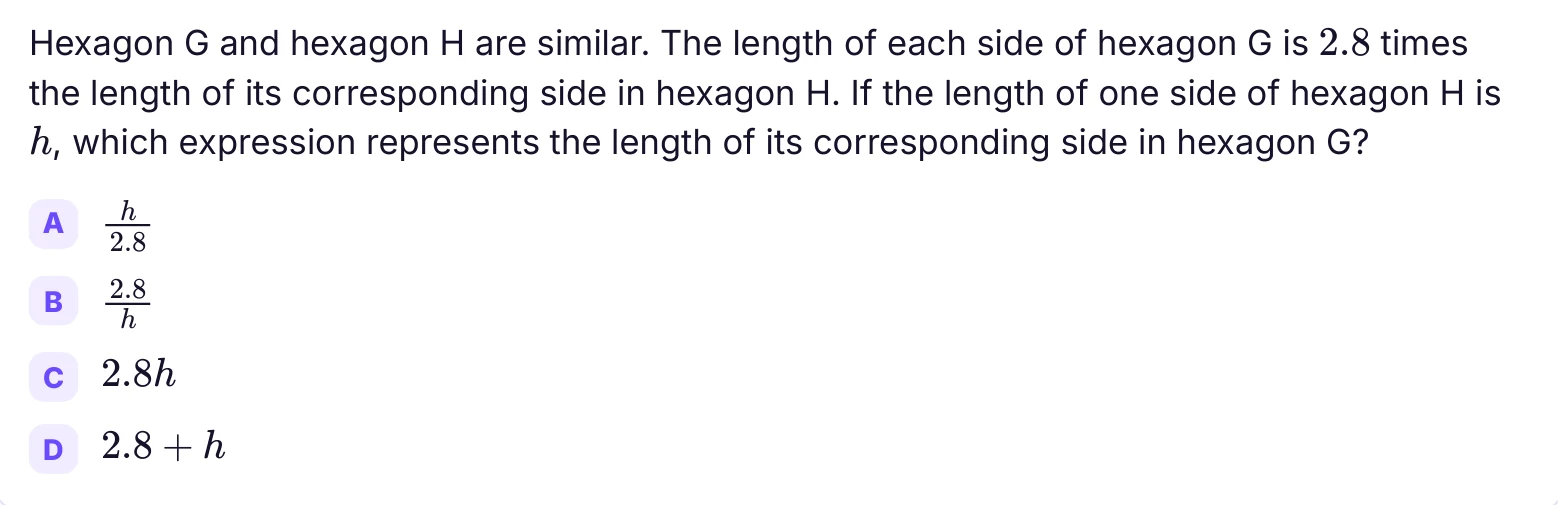 Hexagon G and hexagon H are similar. The length of each side of hexagon G is 2.8 times
the length of its corresponding side in hexagon H. If the length of one side of hexagon H is
h, which expression represents the length of its corresponding side in hexagon G?
A h/2.8
B 2.8/h
C 2.8h
D 2.8 + h